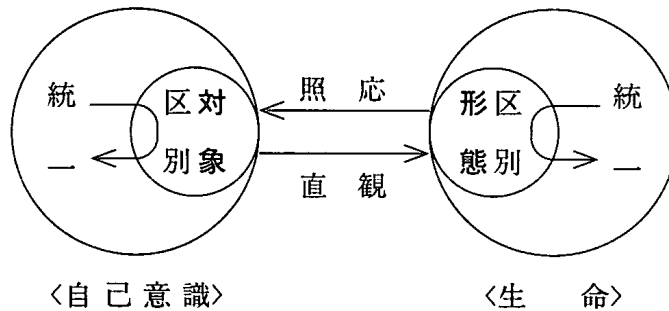 照応
統 区対 形区 統
一 別象 態別 一
直観
〈自己意識〉 〈生 命〉